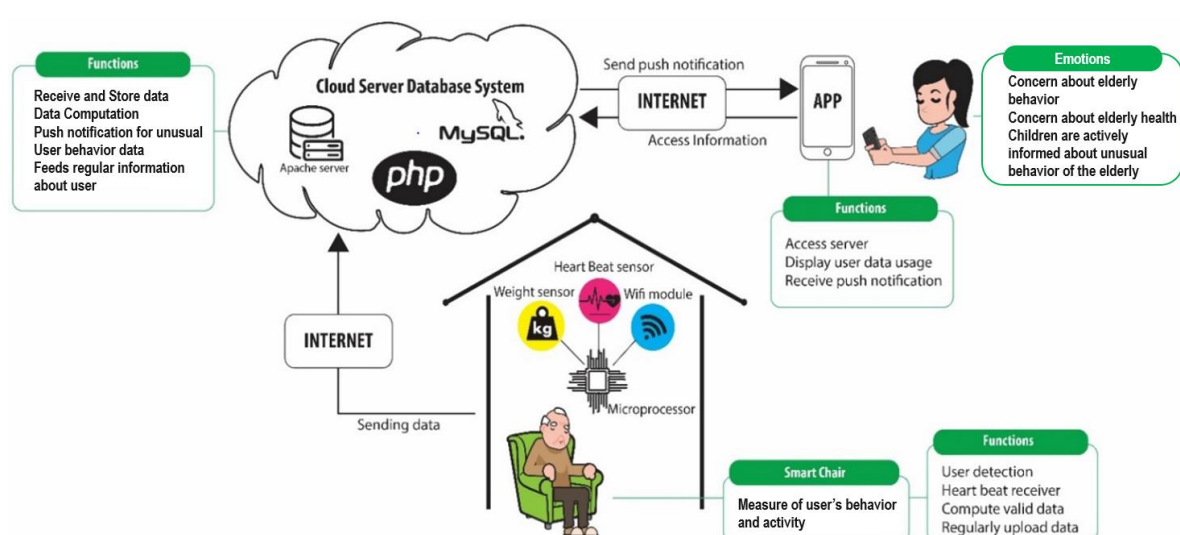 Functions
Receive and Store data
Data Computation
Push notification for unusual
User behavior data
Feeds regular information
about user
Cloud Server Database System
Apache server
MySQL.
php
Send push notification
INTERNET
Access Information
APP
Emotions
Concern about elderly
behavior
Concern about elderly health
Children are actively
informed about unusual
behavior of the elderly
Functions
Access server
Display user data usage
Receive push notification
INTERNET
Sending data
Heart Beat sensor
Weight sensor
Wifi module
kg
Microprocessor
Smart Chair
Measure of user’s behavior
and activity
Functions
User detection
Heart beat receiver
Compute valid data
Regularly upload data